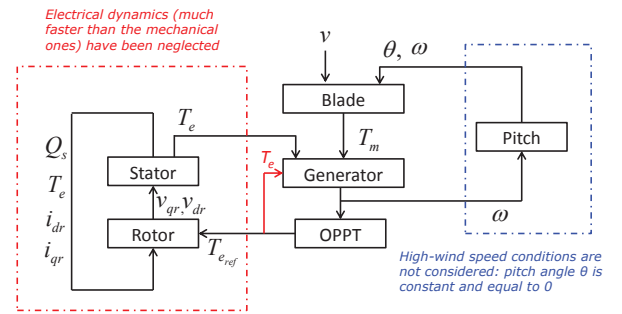 Electrical dynamics (much
faster than the mechanical
ones) have been neglected
v
θ, ω
Blade
T_e
T_m
Pitch
Q_s
T_e
i_dr
i_qr
Stator
T_e
Generator
v_qr, v_dr
ω
Rotor
T_e_ref
OPPT
High-wind speed conditions are
not considered: pitch angle θ is
constant and equal to 0